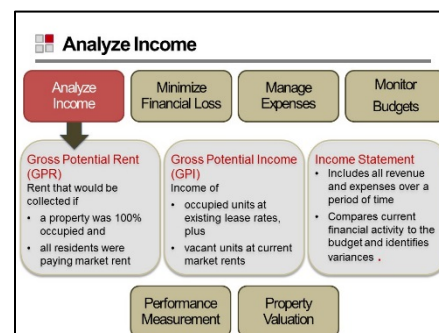 Analyze Income
Analyze
Income
Minimize
Financial Loss
Manage
Expenses
Monitor
Budgets
Gross Potential Rent
(GPR)
Rent that would be
collected if
• a property was 100%
occupied and
• all residents were
paying market rent
Gross Potential Income
(GPI)
Income of
• occupied units at
existing lease rates,
plus
• vacant units at current
market rents
Income Statement
• Includes all revenue
and expenses over a
period of time
• Compares current
financial activity to the
budget and identifies
variances .
Performance
Measurement
Property
Valuation